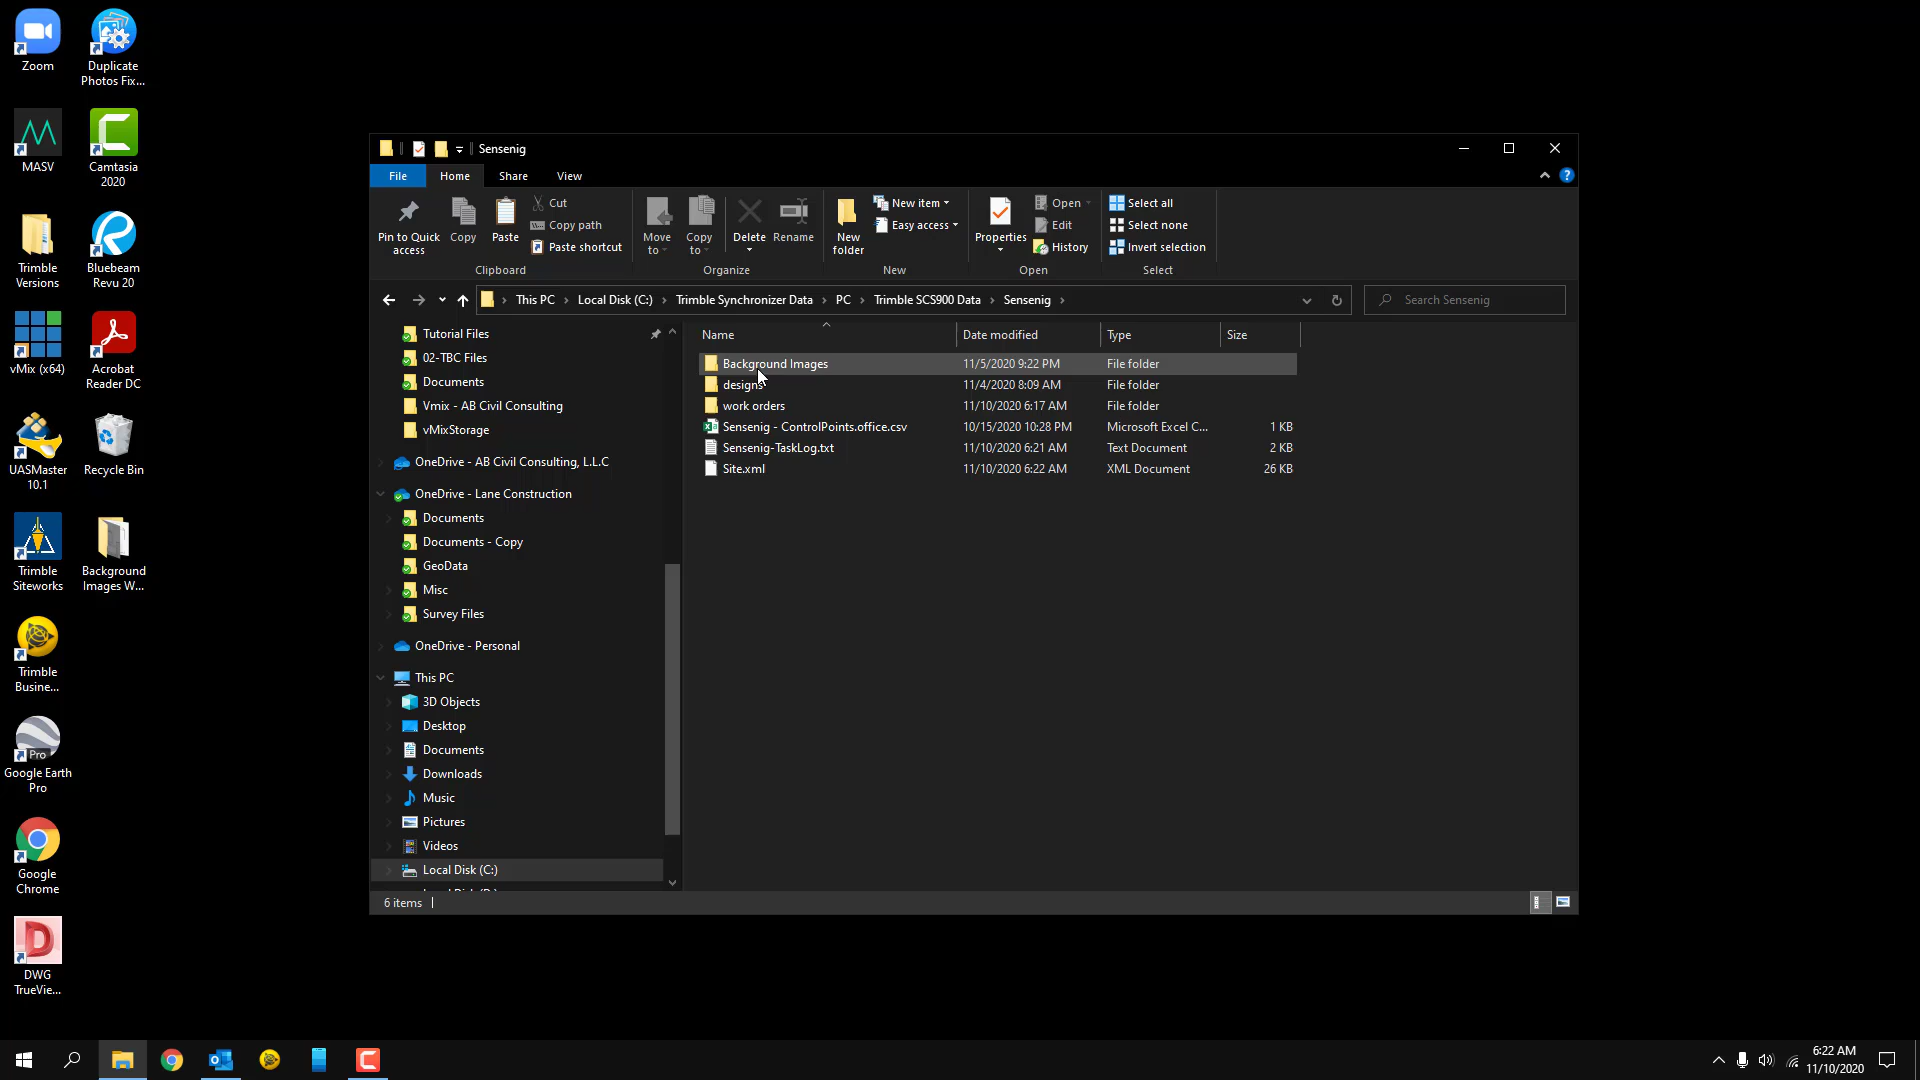 Zoom
Duplicate
Photos Fix...
MASV
Camtasia
2020
Trimble
Versions
Bluebeam
Revu 20
vMix (x64)
Acrobat
Reader DC
UASMaster
10.1
Recycle Bin
Trimble
Siteworks
Background
Images W...
Trimble
Busine...
Pro
Google Earth
Pro
Google
Chrome
DWG
TrueVie...
Sensenig
File
Home
Share
View
Pin to Quick
access
Copy
Paste
Cut
Copy path
Paste shortcut
Clipboard
Move
to
Copy
to
Delete
Rename
Organize
New
folder
New item
Easy access
New
Properties
Open
Edit
History
Open
Select all
Select none
Invert selection
Select
This PC > Local Disk (C:) > Trimble Synchronizer Data > PC > Trimble SCS900 Data > Sensenig >
Search Sensenig
Tutorial Files
02-TBC Files
Documents
Vmix - AB Civil Consulting
vMixStorage
OneDrive - AB Civil Consulting, L.L.C
OneDrive - Lane Construction
Documents
Documents - Copy
GeoData
Misc
Survey Files
OneDrive - Personal
This PC
3D Objects
Desktop
Documents
Downloads
Music
Pictures
Videos
Local Disk (C:)
Name Date modified Type Size
Background Images 11/5/2020 9:22 PM File folder
designs 11/4/2020 8:09 AM File folder
work orders 11/10/2020 6:17 AM File folder
Sensenig - ControlPoints.office.csv 10/15/2020 10:28 PM Microsoft Excel C... 1 KB
Sensenig-TaskLog.txt 11/10/2020 6:21 AM Text Document 2 KB
Site.xml 11/10/2020 6:22 AM XML Document 26 KB
6 items
6:22 AM
11/10/2020